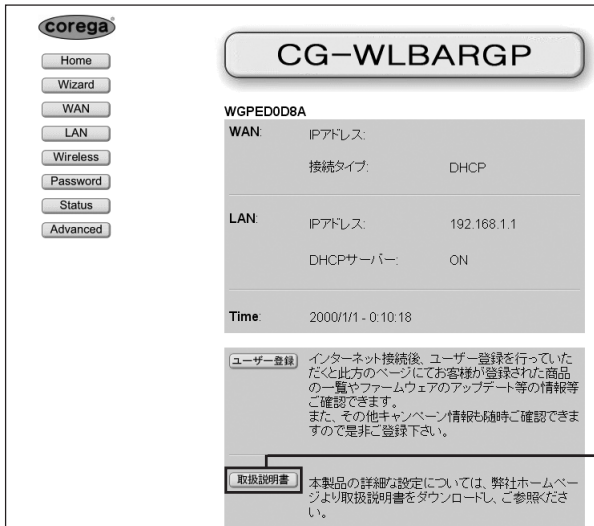 corega
CG-WLBARGP
Home
Wizard
WAN
LAN
Wireless
Password
Status
Advanced
WGPED0D8A
WAN: IPアドレス:
接続タイプ: DHCP
LAN: IPアドレス: 192.168.1.1
DHCPサーバー: ON
Time: 2000/1/1 - 0:10:18
ユーザー登録 インターネット接続後、ユーザー登録を行っていた
だくと此方のページにてお客様が登録された商品
の一覧やファームウェアのアップデート等の情報等
ご確認できます。
また、その他キャンペーン情報も随時ご確認できま
すので是非ご登録下さい。
取扱説明書 本製品の詳細な設定については、弊社ホームペー
ジより取扱説明書をダウンロードし、ご参照くださ
い。